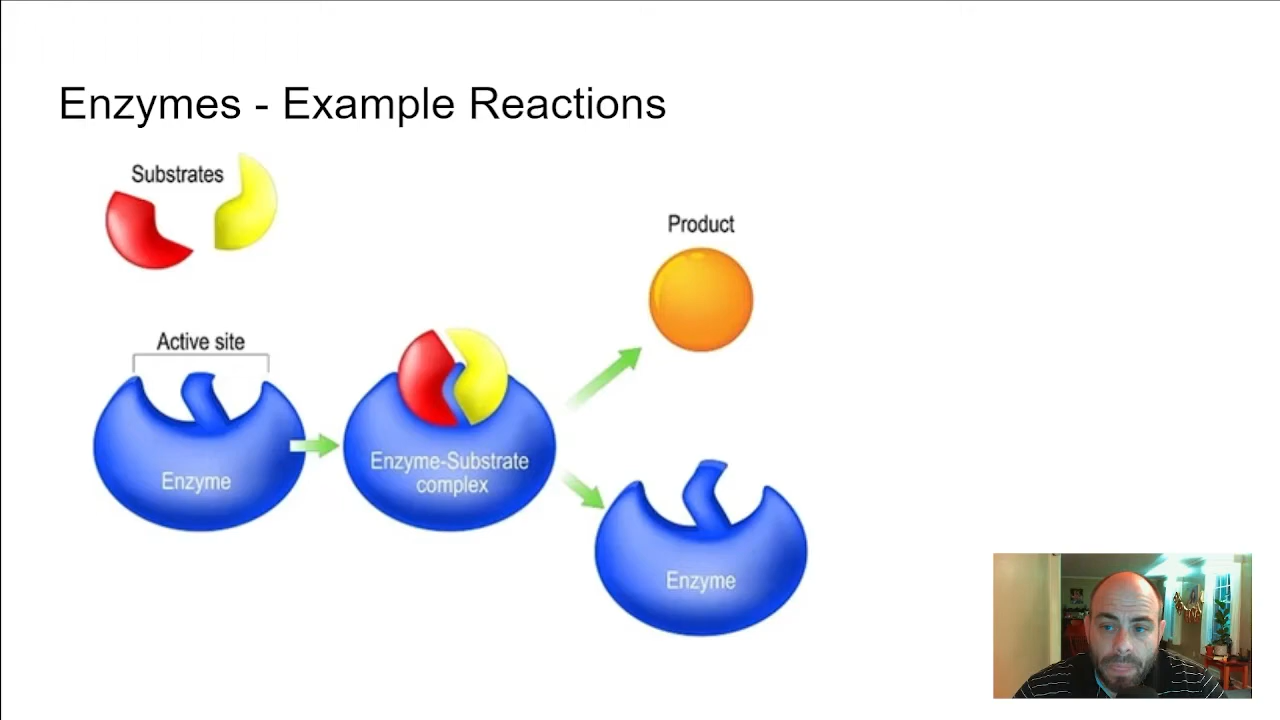 Enzymes - Example Reactions
Substrates
Product
Active site
Enzyme
Enzyme-Substrate
complex
Enzyme